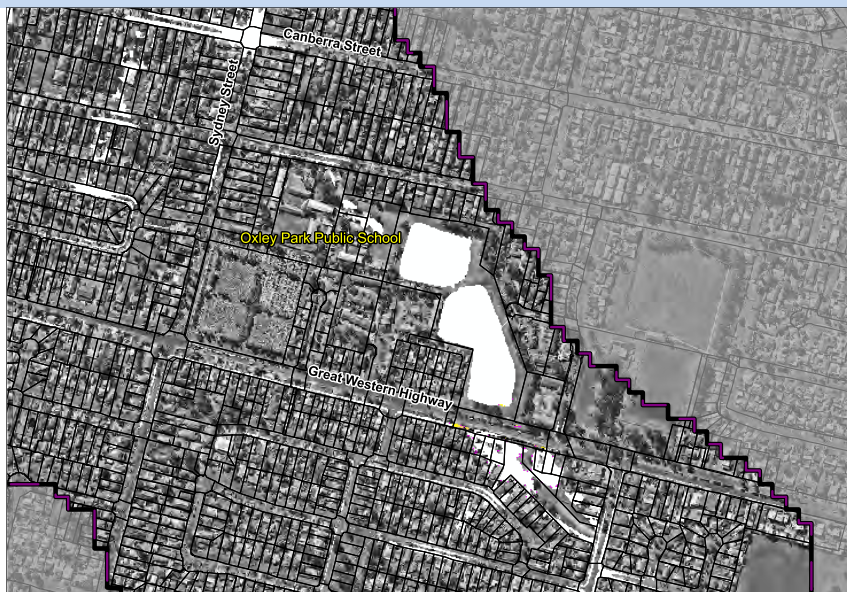 Canberra Street
Sydney Street
Oxley Park Public School
Great Western Highway